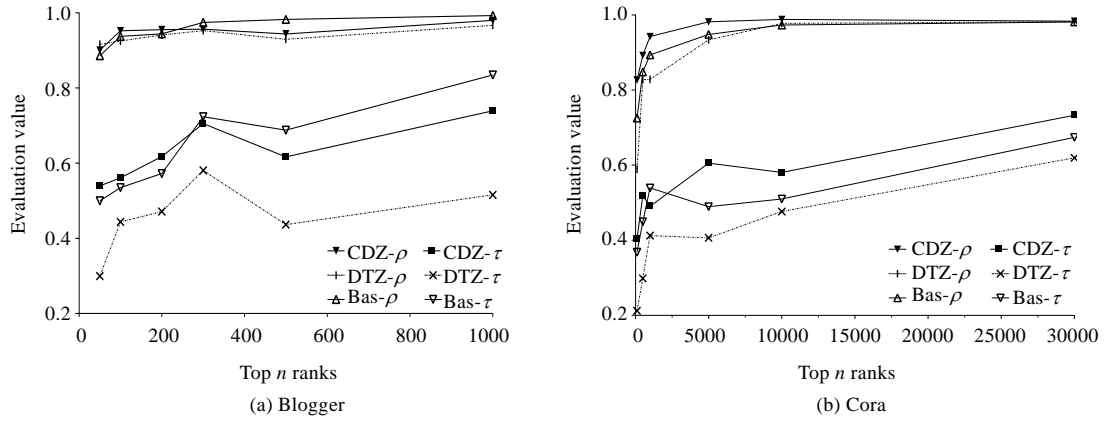 1.0
0.8
0.6
0.4
0.2
Evaluation value
CDZ-ρ
CDZ-τ
DTZ-ρ
DTZ-τ
Bas-ρ
Bas-τ
0
200
400
600
800
1000
Top n ranks
(a) Blogger
1.0
0.8
0.6
0.4
0.2
Evaluation value
CDZ-ρ
CDZ-τ
DTZ-ρ
DTZ-τ
Bas-ρ
Bas-τ
0
5000
10000
15000
20000
25000
30000
Top n ranks
(b) Cora